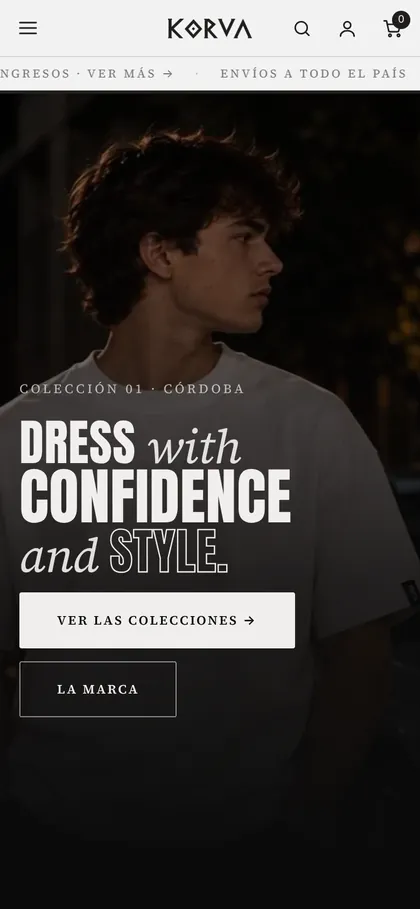 KORVA
0
NGRESOS · VER MÁS → · ENVÍOS A TODO EL PAÍS
COLECCIÓN 01 · CÓRDOBA
DRESS with
CONFIDENCE
and STYLE.
VER LAS COLECCIONES →
LA MARCA